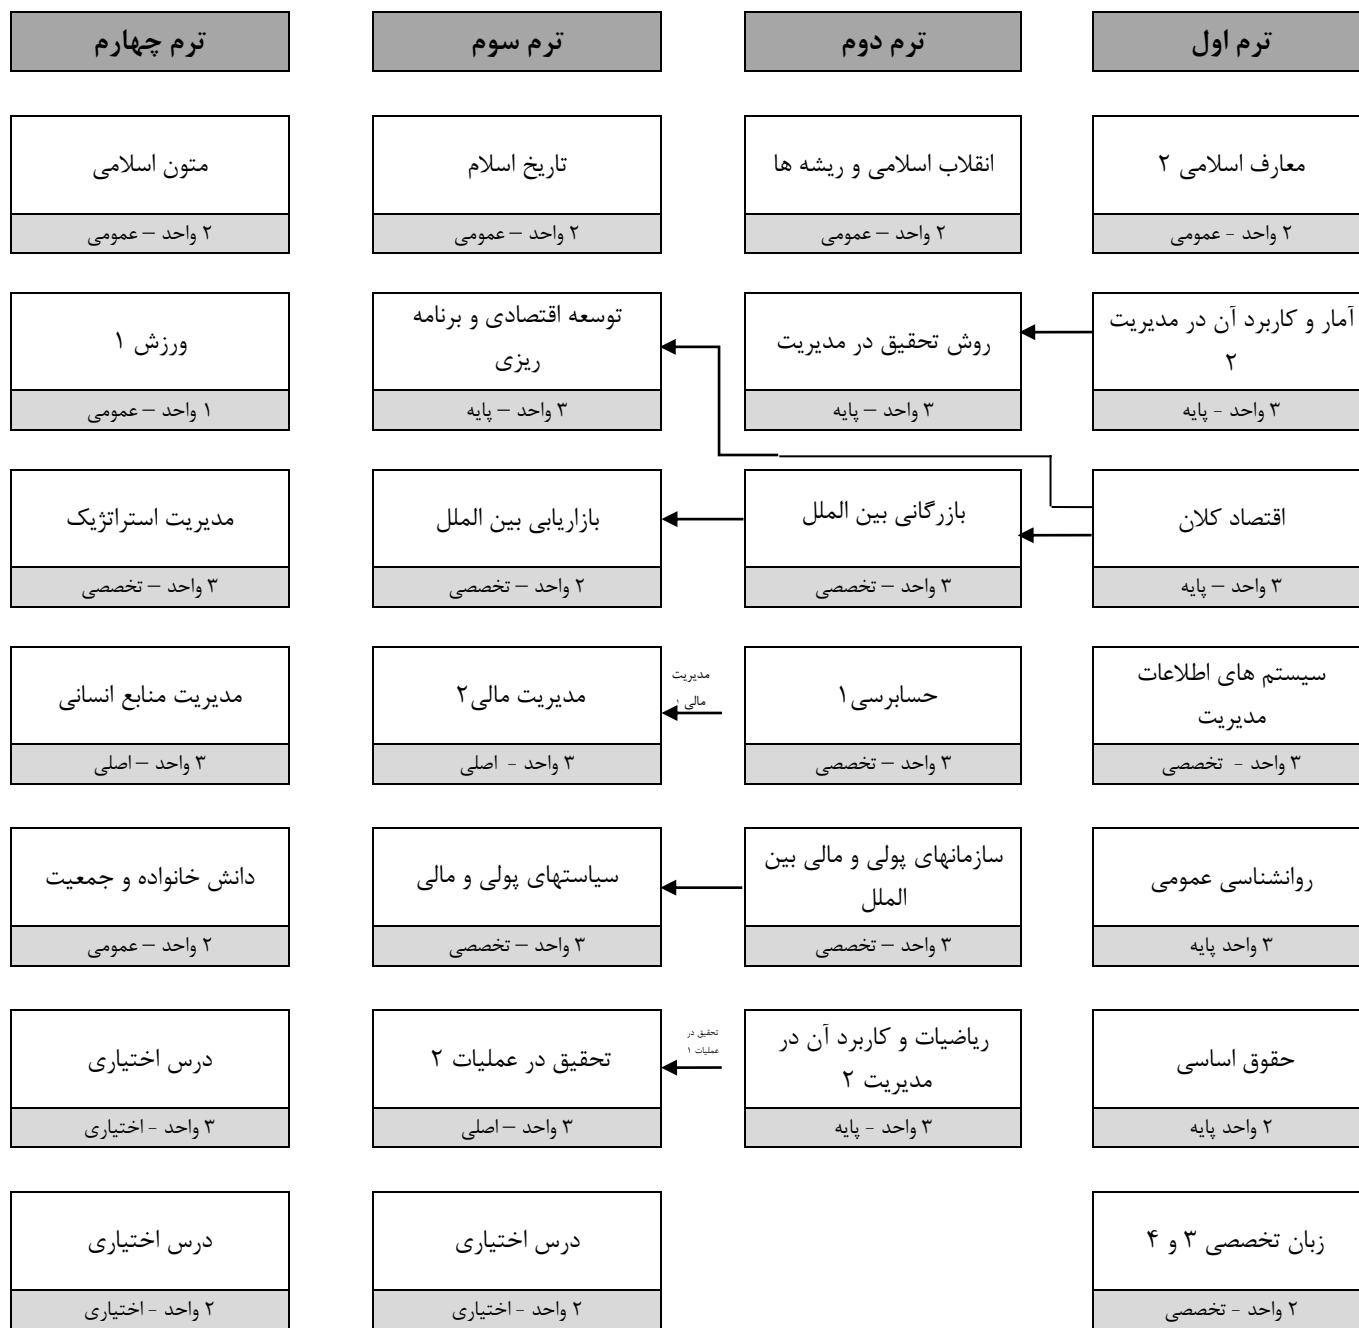 ترم اول
ترم دوم
ترم سوم
ترم چهارم
معارف اسلامی ۲
۲ واحد - عمومی
انقلاب اسلامی و ریشه ها
۲ واحد – عمومی
تاریخ اسلام
۲ واحد – عمومی
متون اسلامی
۲ واحد – عمومی
آمار و کاربرد آن در مدیریت
۲
۳ واحد - پایه
روش تحقیق در مدیریت
۳ واحد – پایه
توسعه اقتصادی و برنامه
ریزی
۳ واحد – پایه
ورزش ۱
۱ واحد – عمومی
اقتصاد کلان
۳ واحد – پایه
بازرگانی بین الملل
۳ واحد – تخصصی
بازاریابی بین الملل
۲ واحد – تخصصی
مدیریت استراتژیک
۳ واحد – تخصصی
سیستم های اطلاعات
مدیریت
۳ واحد - تخصصی
حسابرسی۱
۳ واحد – تخصصی
مدیریت
مالی ۱
مدیریت مالی۲
۳ واحد - اصلی
مدیریت منابع انسانی
۳ واحد – اصلی
روانشناسی عمومی
۳ واحد پایه
سازمانهای پولی و مالی بین
الملل
۳ واحد – تخصصی
سیاستهای پولی و مالی
۳ واحد – تخصصی
دانش خانواده و جمعیت
۲ واحد – عمومی
حقوق اساسی
۲ واحد پایه
ریاضیات و کاربرد آن در
مدیریت ۲
۳ واحد - پایه
تحقیق در
عملیات ۱
تحقیق در عملیات ۲
۳ واحد – اصلی
درس اختیاری
۳ واحد - اختیاری
زبان تخصصی ۳ و ۴
۲ واحد - تخصصی
درس اختیاری
۲ واحد - اختیاری
درس اختیاری
۲ واحد - اختیاری